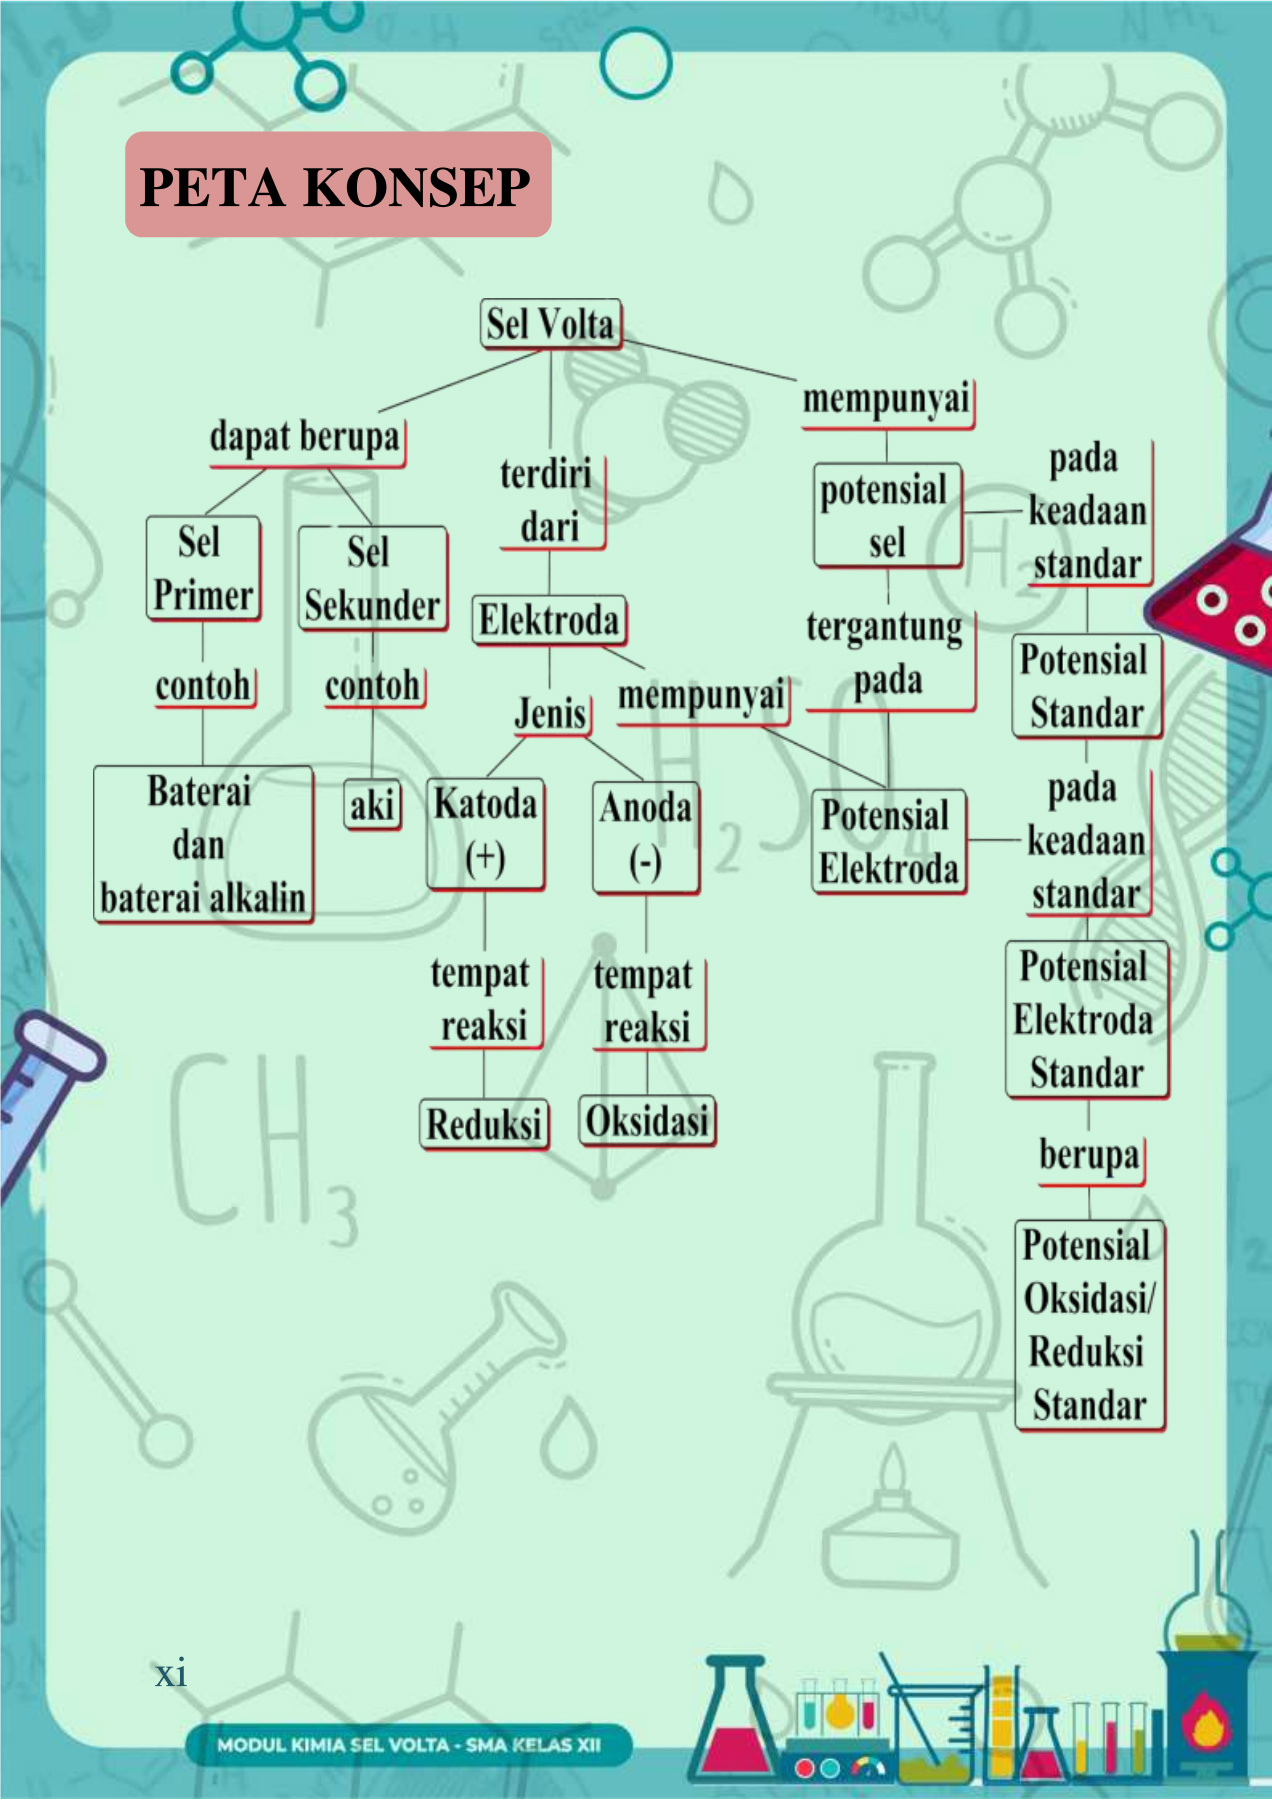 PETA KONSEP
Sel Volta
dapat berupa
Sel
Primer
contoh
Baterai
dan
baterai alkalin
Sel
Sekunder
contoh
aki
terdiri
dari
Elektroda
Jenis
Katoda
(+)
tempat
reaksi
Reduksi
Anoda
(-)
tempat
reaksi
Oksidasi
mempunyai
mempunyai
potensial
sel
tergantung
pada
Potensial
Elektroda
pada
keadaan
standar
Potensial
Standar
pada
keadaan
standar
Potensial
Elektroda
Standar
berupa
Potensial
Oksidasi/
Reduksi
Standar
H2
H2SO4
CH3
xi
MODUL KIMIA SEL VOLTA - SMA KELAS XII